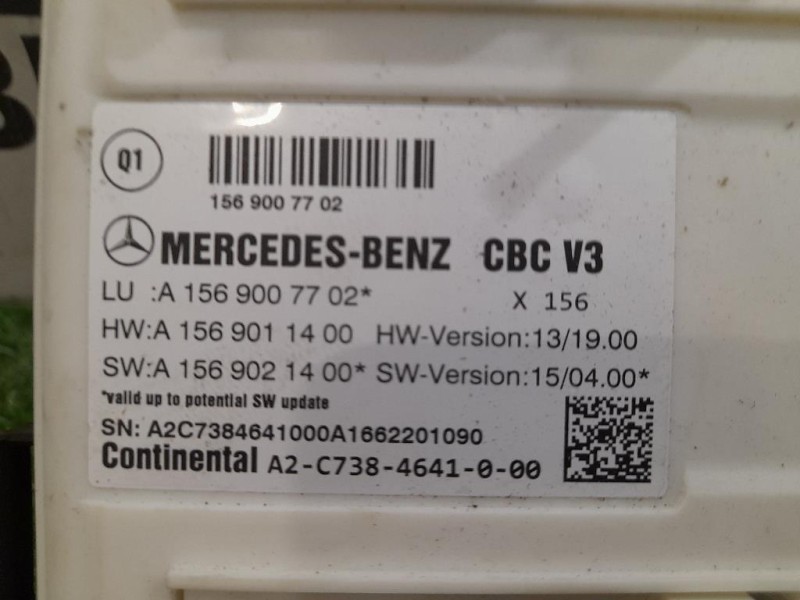 Q1
156 900 77 02
MERCEDES-BENZ CBC V3
LU :A 156 900 77 02* X 156
HW:A 156 901 14 00 HW-Version:13/19.00
SW:A 156 902 14 00* SW-Version:15/04.00*
*valid up to potential SW update
SN: A2C7384641000A1662201090
Continental A2-C738-4641-0-00